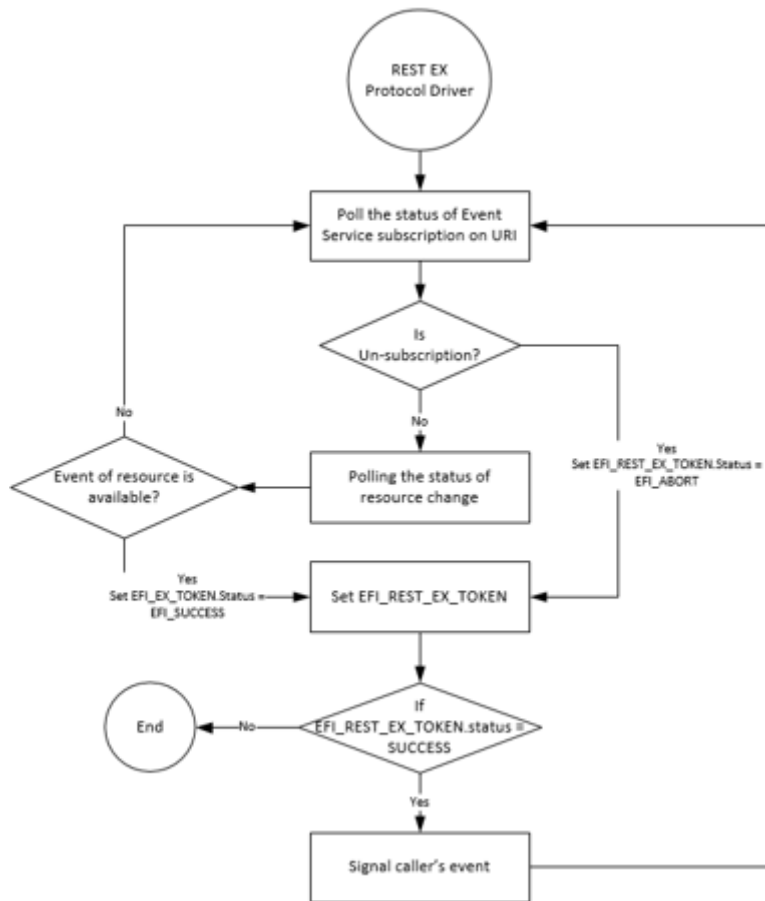 REST EX
Protocol Driver
Poll the status of Event
Service subscription on URI
Is
Un-subscription?
No
Yes
Set EFI_REST_EX_TOKEN.Status =
EFI_ABORT
Polling the status of
resource change
Event of resource is
available?
No
Yes
Set EFI_EX_TOKEN.Status =
EFI_SUCCESS
Set EFI_REST_EX_TOKEN
If
EFI_REST_EX_TOKEN.status =
SUCCESS
No
End
Yes
Signal caller's event